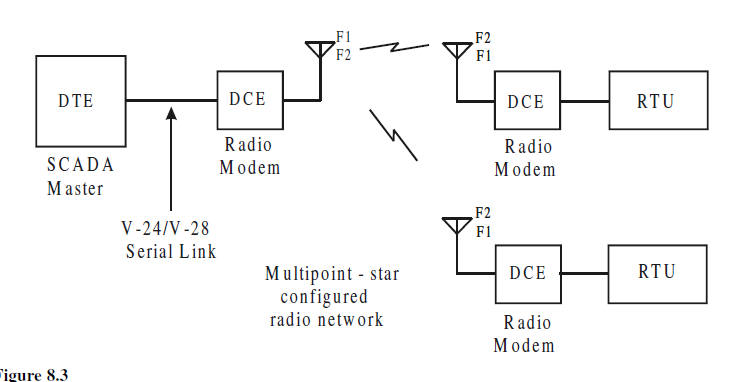 F1
F2
F2
F1
DTE
DCE
DCE
RTU
Radio
Modem
Radio
Modem
SCADA
Master
V-24/V-28
Serial Link
F2
F1
Multipoint - star
configured
radio network
DCE
RTU
Radio
Modem
Figure 8.3